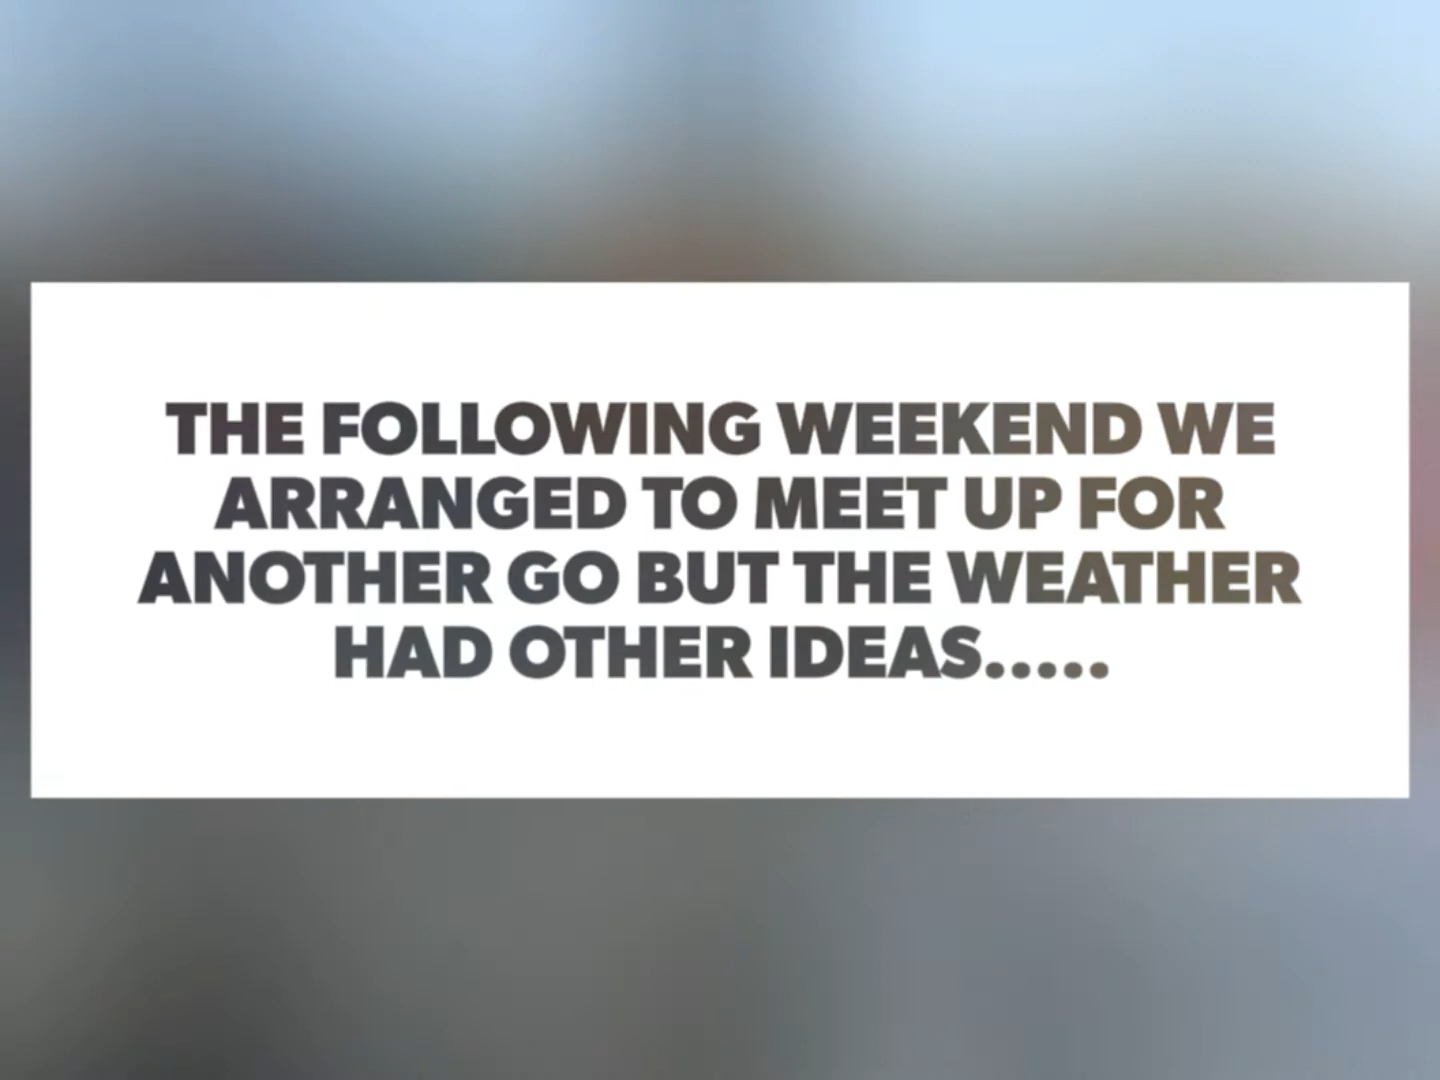 THE FOLLOWING WEEKEND WE
ARRANGED TO MEET UP FOR
ANOTHER GO BUT THE WEATHER
HAD OTHER IDEAS.....